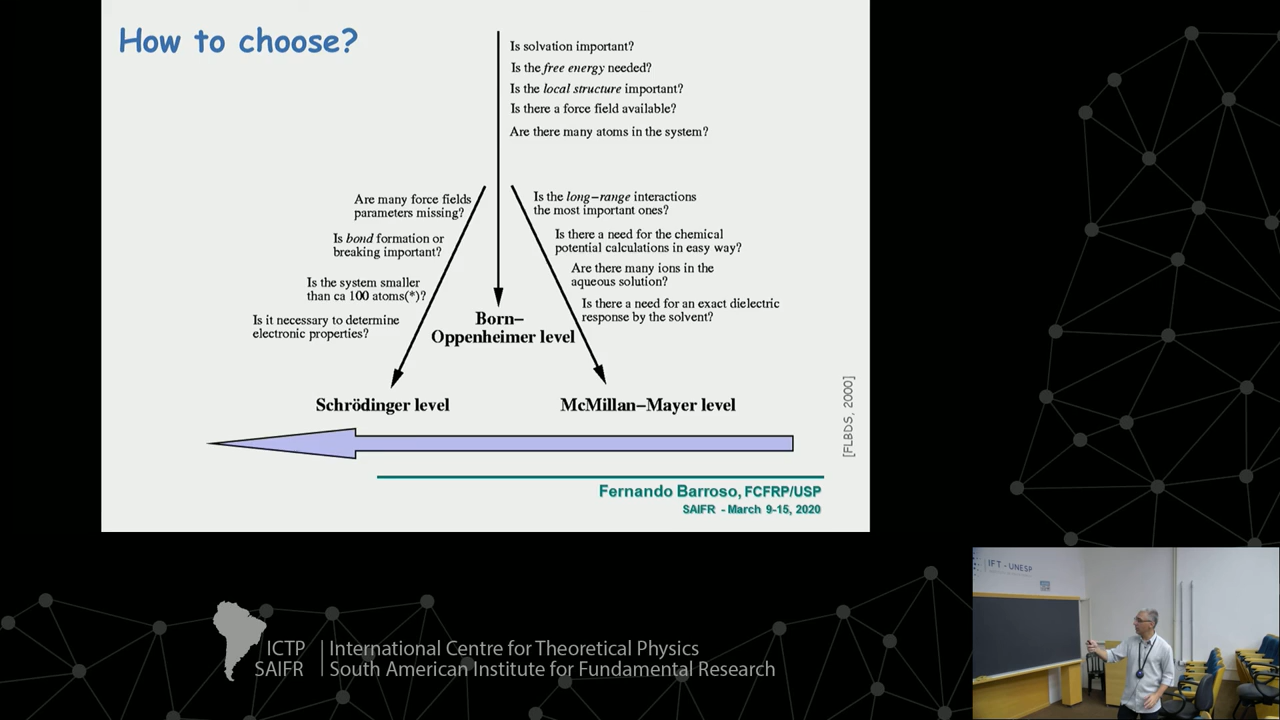 How to choose?
Is solvation important?
Is the free energy needed?
Is the local structure important?
Is there a force field available?
Are there many atoms in the system?
Are many force fields
parameters missing?
Is bond formation or
breaking important?
Is the system smaller
than ca 100 atoms(*)?
Is it necessary to determine
electronic properties?
Is the long-range interactions
the most important ones?
Is there a need for the chemical
potential calculations in easy way?
Are there many ions in the
aqueous solution?
Is there a need for an exact dielectric
response by the solvent?
Born-
Oppenheimer level
Schrödinger level
McMillan-Mayer level
[FLBDS, 2000]
Fernando Barroso, FCFRP/USP
SAIFR - March 9-15, 2020
IFT - UNESP
ICTP
SAIFR
International Centre for Theoretical Physics
South American Institute for Fundamental Research